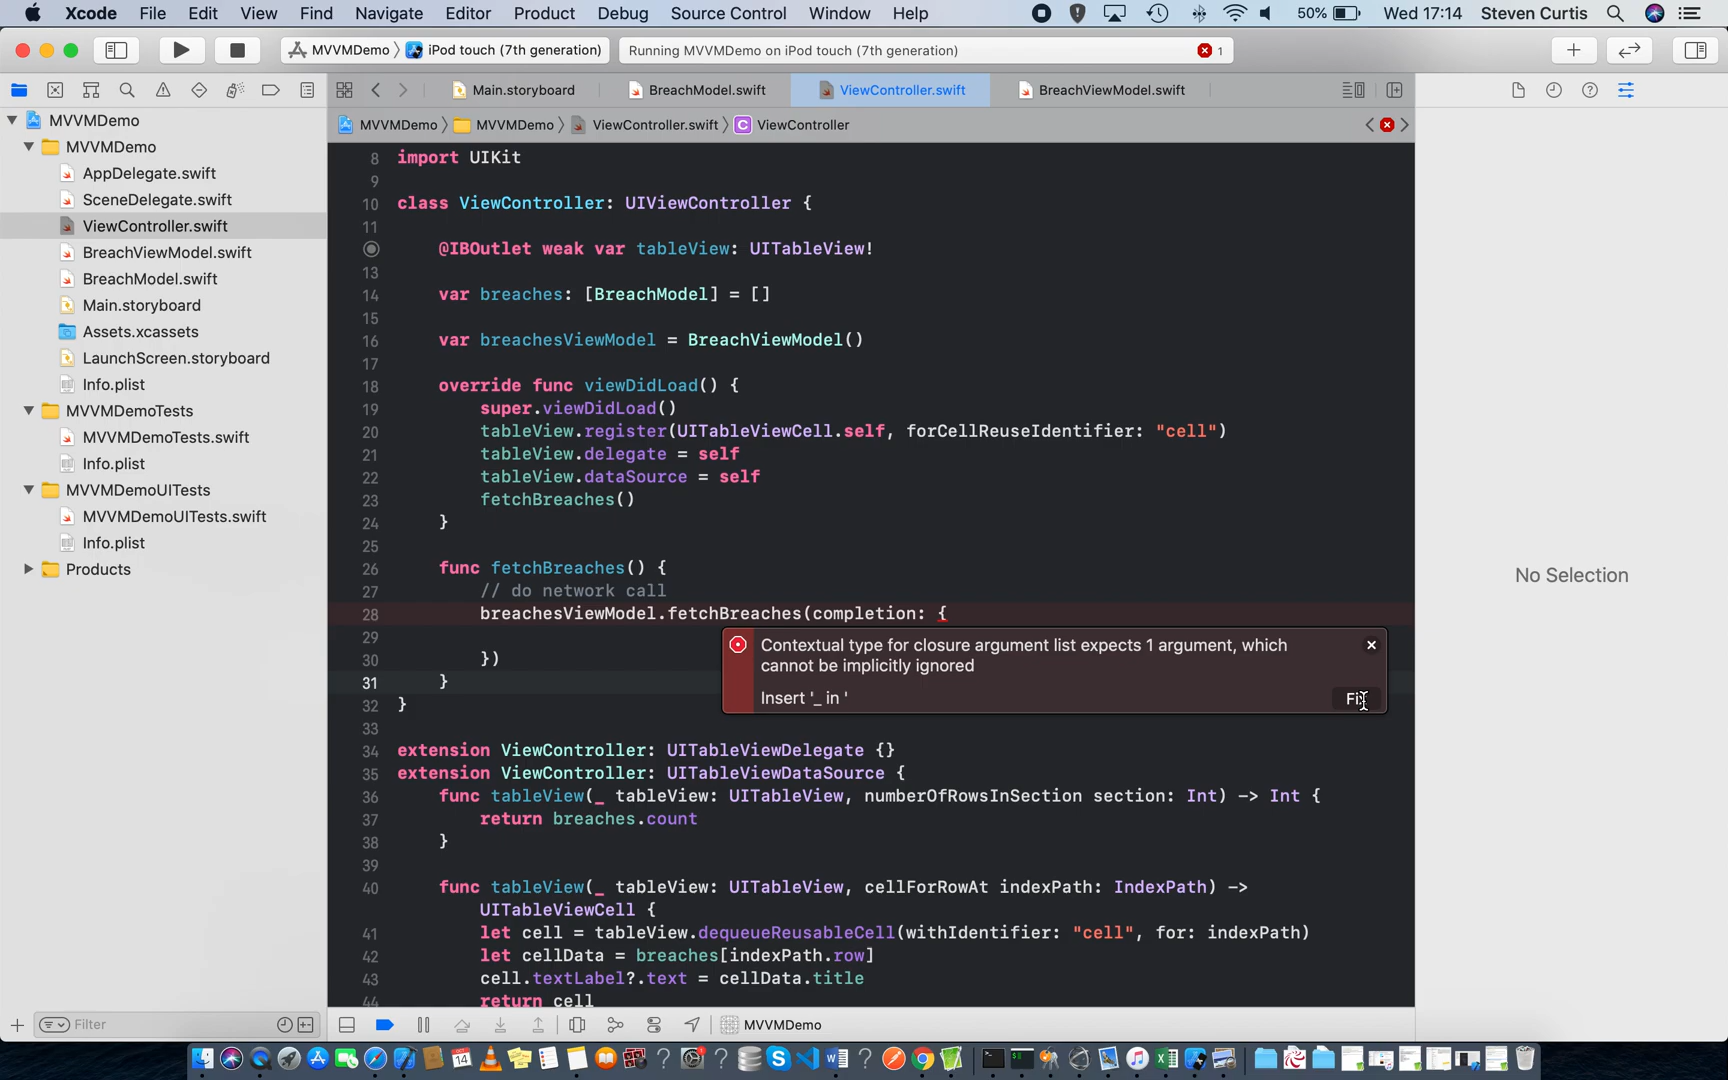 Xcode File Edit View Find Navigate Editor Product Debug Source Control Window Help 50% Wed 17:14 Steven Curtis
MVVMDemo iPod touch (7th generation) Running MVVMDemo on iPod touch (7th generation) 1
Main.storyboard BreachModel.swift ViewController.swift BreachViewModel.swift
MVVMDemo MVVMDemo ViewController.swift C ViewController
MVVMDemo
MVVMDemo
AppDelegate.swift
SceneDelegate.swift
ViewController.swift
BreachViewModel.swift
BreachModel.swift
Main.storyboard
Assets.xcassets
LaunchScreen.storyboard
Info.plist
MVVMDemoTests
MVVMDemoTests.swift
Info.plist
MVVMDemoUITests
MVVMDemoUITests.swift
Info.plist
Products
Filter
8 import UIKit
9
10 class ViewController: UIViewController {
11
@IBOutlet weak var tableView: UITableView!
13
14 var breaches: [BreachModel] = []
15
16 var breachesViewModel = BreachViewModel()
17
18 override func viewDidLoad() {
19 super.viewDidLoad()
20 tableView.register(UITableViewCell.self, forCellReuseIdentifier: "cell")
21 tableView.delegate = self
22 tableView.dataSource = self
23 fetchBreaches()
24 }
25
26 func fetchBreaches() {
27 // do network call
28 breachesViewModel.fetchBreaches(completion: {
29
30 })
31 }
32 }
33
34 extension ViewController: UITableViewDelegate {}
35 extension ViewController: UITableViewDataSource {
36 func tableView(_ tableView: UITableView, numberOfRowsInSection section: Int) -> Int {
37 return breaches.count
38 }
39
40 func tableView(_ tableView: UITableView, cellForRowAt indexPath: IndexPath) ->
UITableViewCell {
41 let cell = tableView.dequeueReusableCell(withIdentifier: "cell", for: indexPath)
42 let cellData = breaches[indexPath.row]
43 cell.textLabel?.text = cellData.title
44 return cell
Contextual type for closure argument list expects 1 argument, which
cannot be implicitly ignored
Insert '_ in '
No Selection
MVVMDemo
14